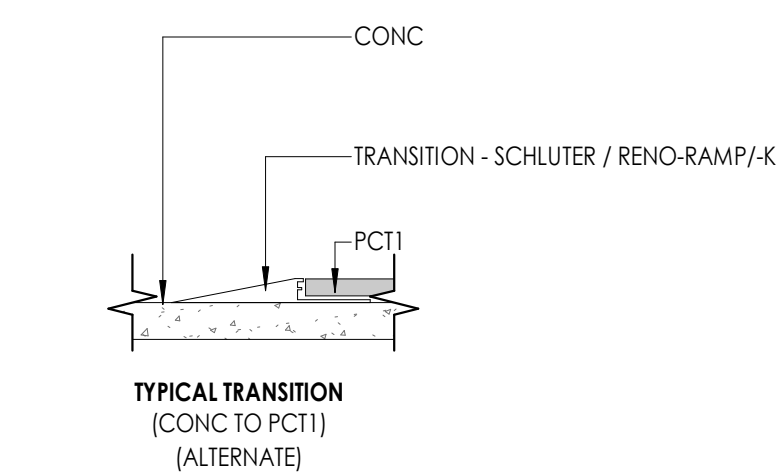 CONC
TRANSITION - SCHLUTER / RENO-RAMP/-K
PCT1
TYPICAL TRANSITION
(CONC TO PCT1)
(ALTERNATE)